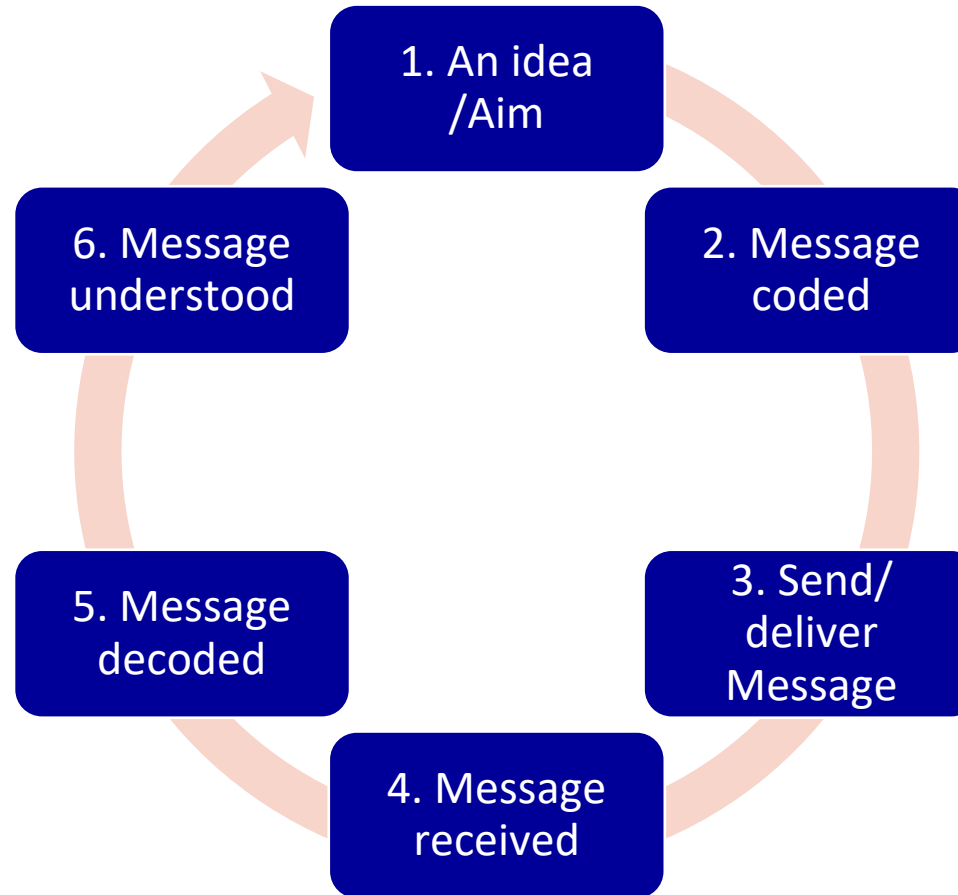 1. An idea
/Aim
2. Message
coded
3. Send/
deliver
Message
4. Message
received
5. Message
decoded
6. Message
understood